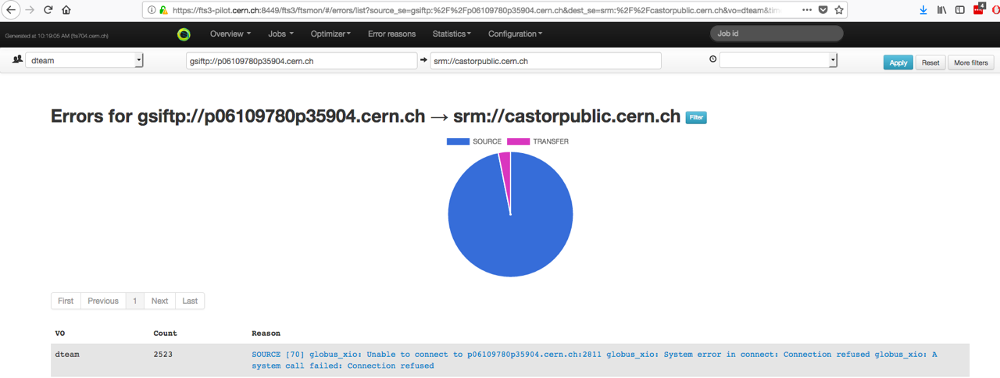 https://fts3-pilot.cern.ch:8449/fts3/ftsmon/#/errors/list?source_se=gsiftp:%2F%2Fp06109780p35904.cern.ch&dest_se=srm:%2F%2Fcastorpublic.cern.ch&vo=dteam&tim
4
Generated at 10:19:05 AM (fts704.cern.ch)
Overview Jobs Optimizer Error reasons Statistics Configuration Job id
dteam gsiftp://p06109780p35904.cern.ch srm://castorpublic.cern.ch Apply Reset More filters
Errors for gsiftp://p06109780p35904.cern.ch → srm://castorpublic.cern.ch Filter
SOURCE TRANSFER
First Previous 1 Next Last
VO Count Reason
dteam 2523 SOURCE [70] globus_xio: Unable to connect to p06109780p35904.cern.ch:2811 globus_xio: System error in connect: Connection refused globus_xio: A
system call failed: Connection refused